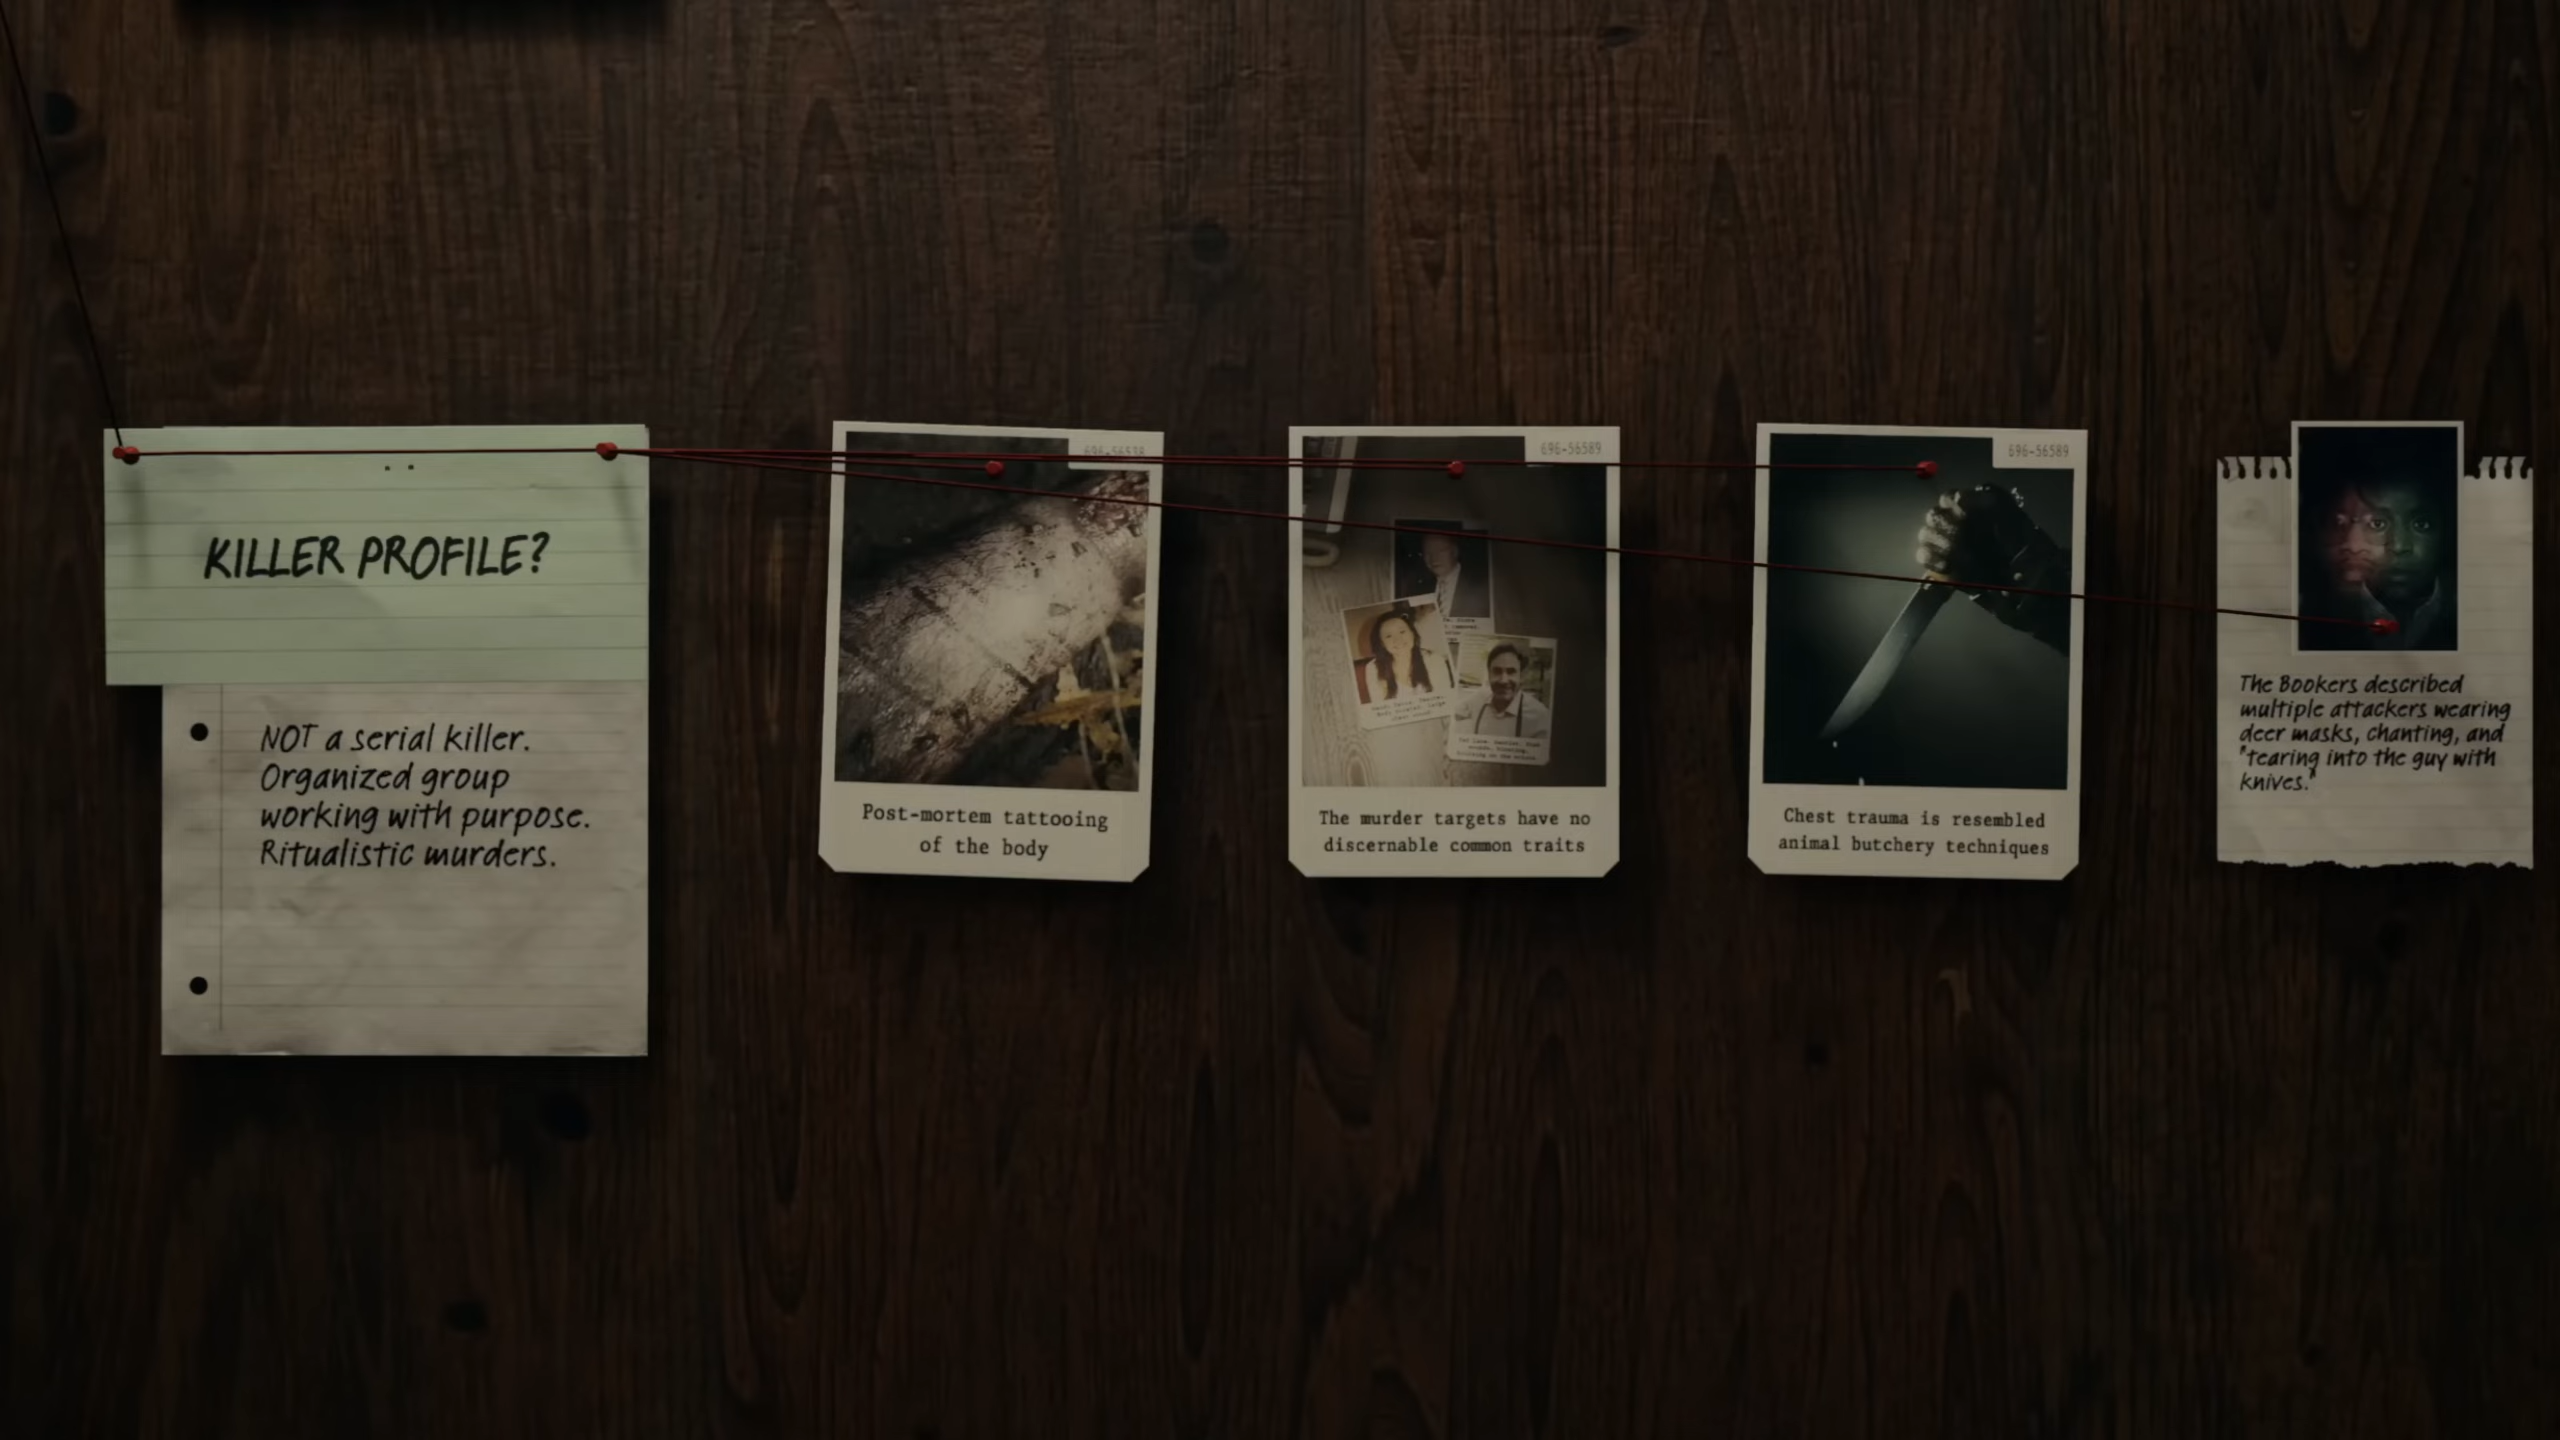 KILLER PROFILE?
NOT a serial killer.
Organized group
working with purpose.
Ritualistic murders.
Post-mortem tattooing
of the body
696-56589
The murder targets have no
discernable common traits
696-56589
Chest trauma is resembled
animal butchery techniques
The Bookers described
multiple attackers wearing
deer masks, chanting, and
"tearing into the guy with
knives."